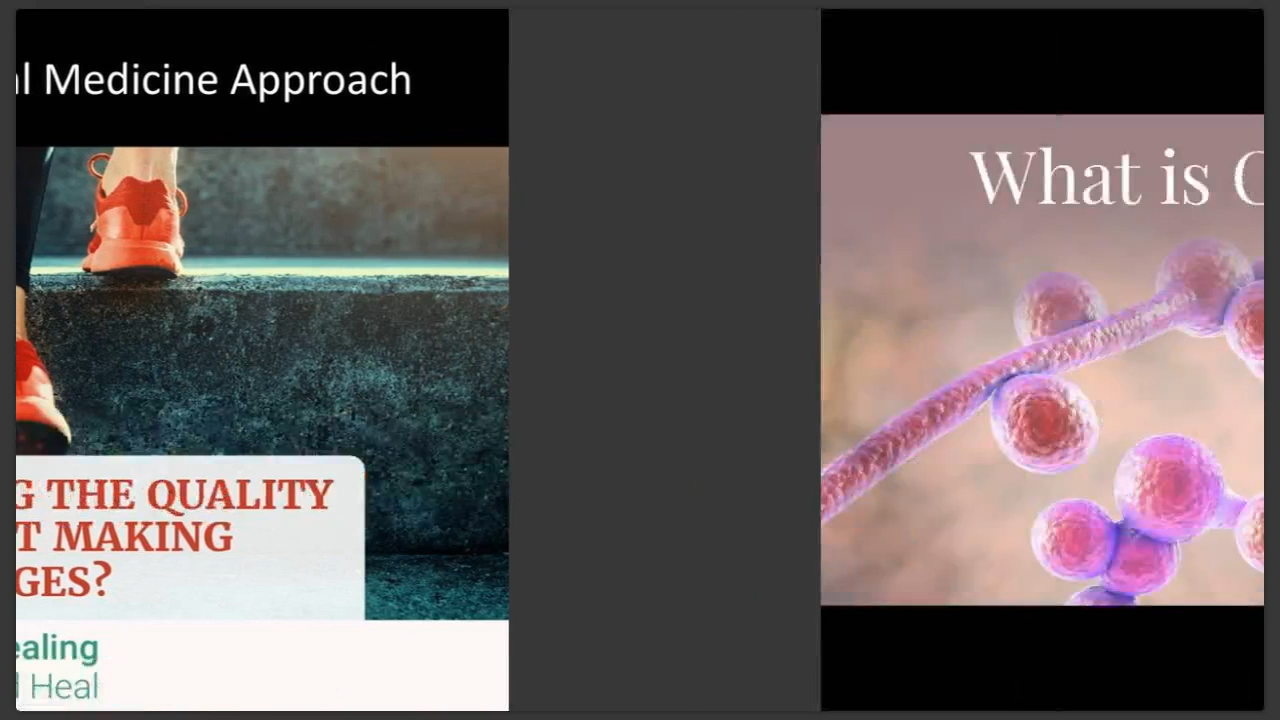 l Medicine Approach
G THE QUALITY
T MAKING
GES?
ealing
Heal
What is